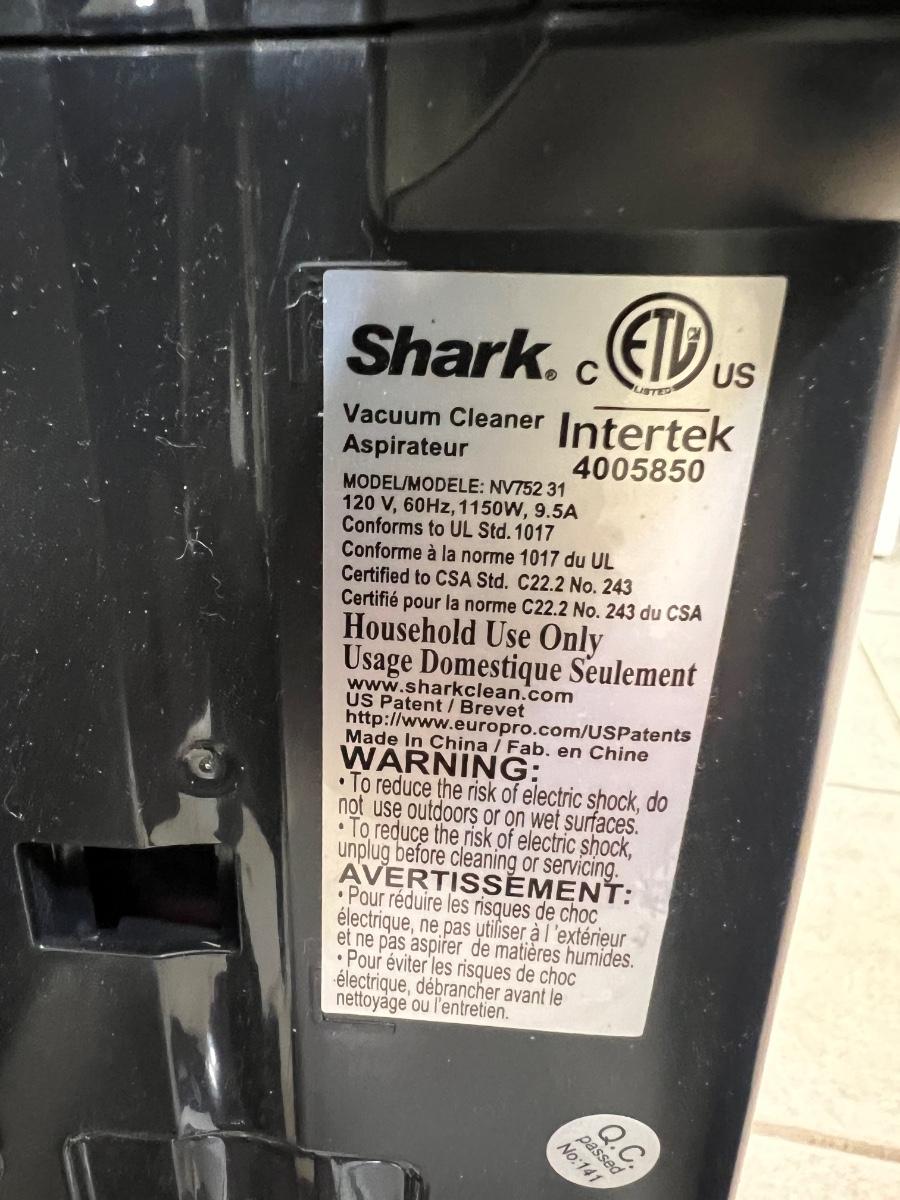 Shark®
C ETL CM US
LISTED
Vacuum Cleaner
Aspirateur
Intertek
4005850
MODEL/MODELE: NV752 31
120 V, 60Hz, 1150W, 9.5A
Conforms to UL Std. 1017
Conforme à la norme 1017 du UL
Certified to CSA Std. C22.2 No. 243
Certifié pour la norme C22.2 No. 243 du CSA
Household Use Only
Usage Domestique Seulement
www.sharkclean.com
US Patent / Brevet
http://www.europro.com/USPatents
Made In China / Fab. en Chine
WARNING:
• To reduce the risk of electric shock, do
not use outdoors or on wet surfaces.
• To reduce the risk of electric shock,
unplug before cleaning or servicing.
AVERTISSEMENT:
• Pour réduire les risques de choc
électrique, ne pas utiliser à l'extérieur
et ne pas aspirer de matières humides.
• Pour éviter les risques de choc
électrique, débrancher avant le
nettoyage ou l'entretien.
Q.C.
passed
No:141